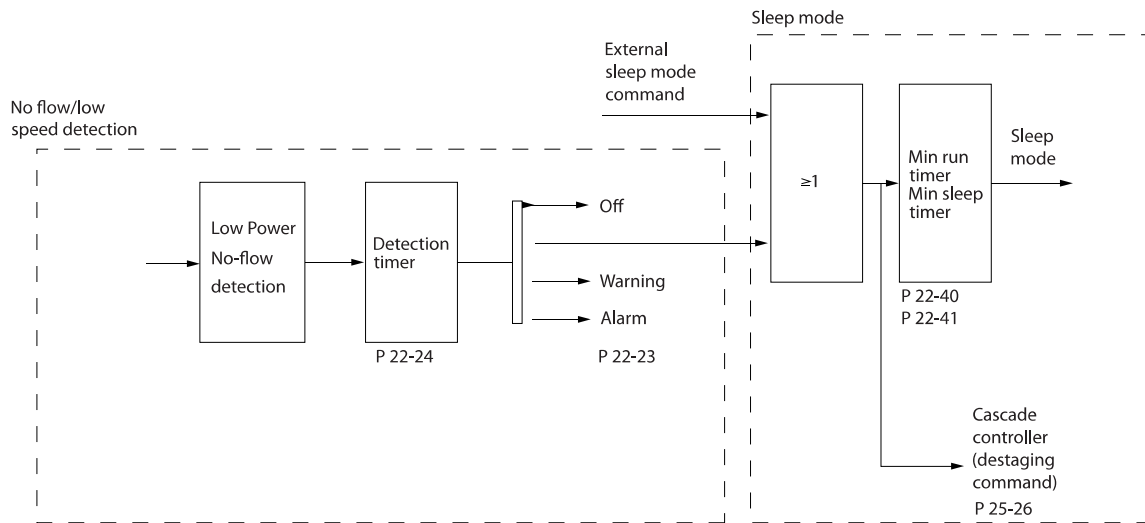 Sleep mode
External
sleep mode
command
No flow/low
speed detection
Low Power
No-flow
detection
Detection
timer
P 22-24
Off
Warning
Alarm
P 22-23
≥1
Min run
timer
Min sleep
timer
P 22-40
P 22-41
Sleep
mode
Cascade
controller
(destaging
command)
P 25-26